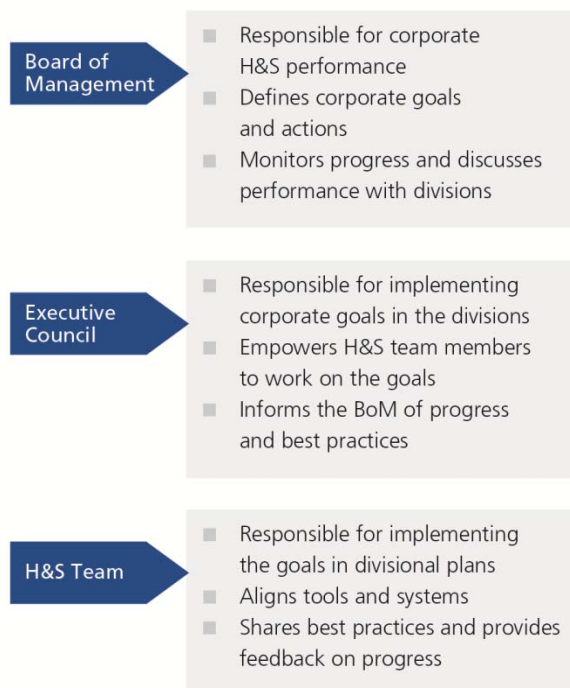 Board of
Management
Responsible for corporate
H&S performance
Defines corporate goals
and actions
Monitors progress and discusses
performance with divisions
Executive
Council
Responsible for implementing
corporate goals in the divisions
Empowers H&S team members
to work on the goals
Informs the BoM of progress
and best practices
H&S Team
Responsible for implementing
the goals in divisional plans
Aligns tools and systems
Shares best practices and provides
feedback on progress